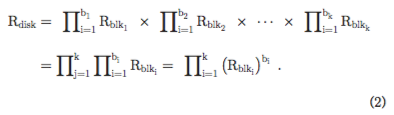 R_disk = ∏_{i=1}^{b_1} R_{blk_1} × ∏_{i=1}^{b_2} R_{blk_2} × ⋯ × ∏_{i=1}^{b_k} R_{blk_k}
= ∏_{j=1}^{k} ∏_{i=1}^{b_i} R_{blk_i} = ∏_{i=1}^{k} (R_{blk_i})^{b_i} .
(2)